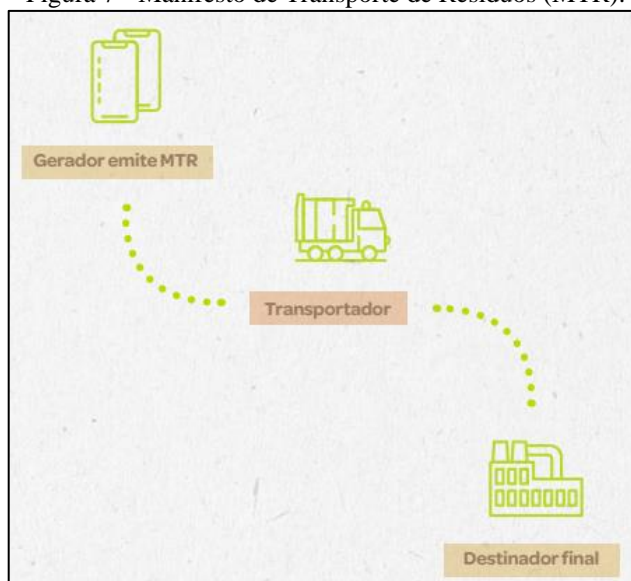 Figura 7 - Manifesto de Transporte de Resíduos (MTR).
Gerador emite MTR
Transportador
Destinador final